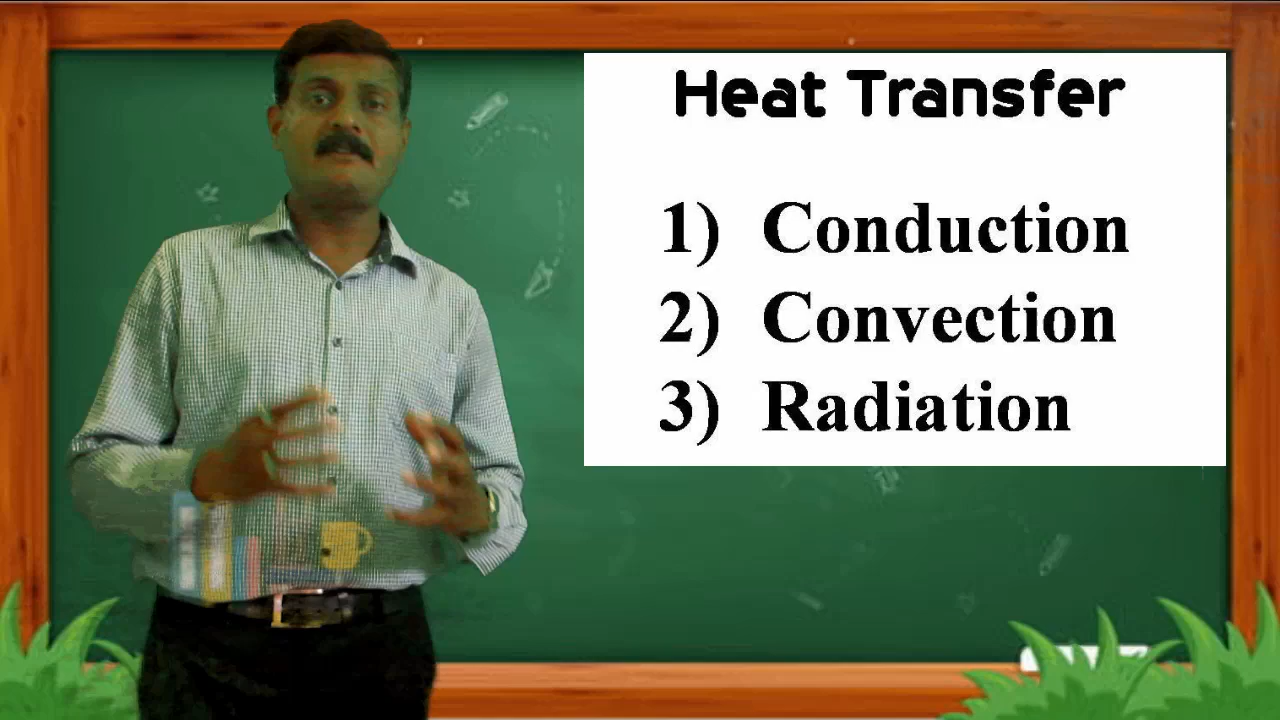 Heat Transfer
1) Conduction
2) Convection
3) Radiation